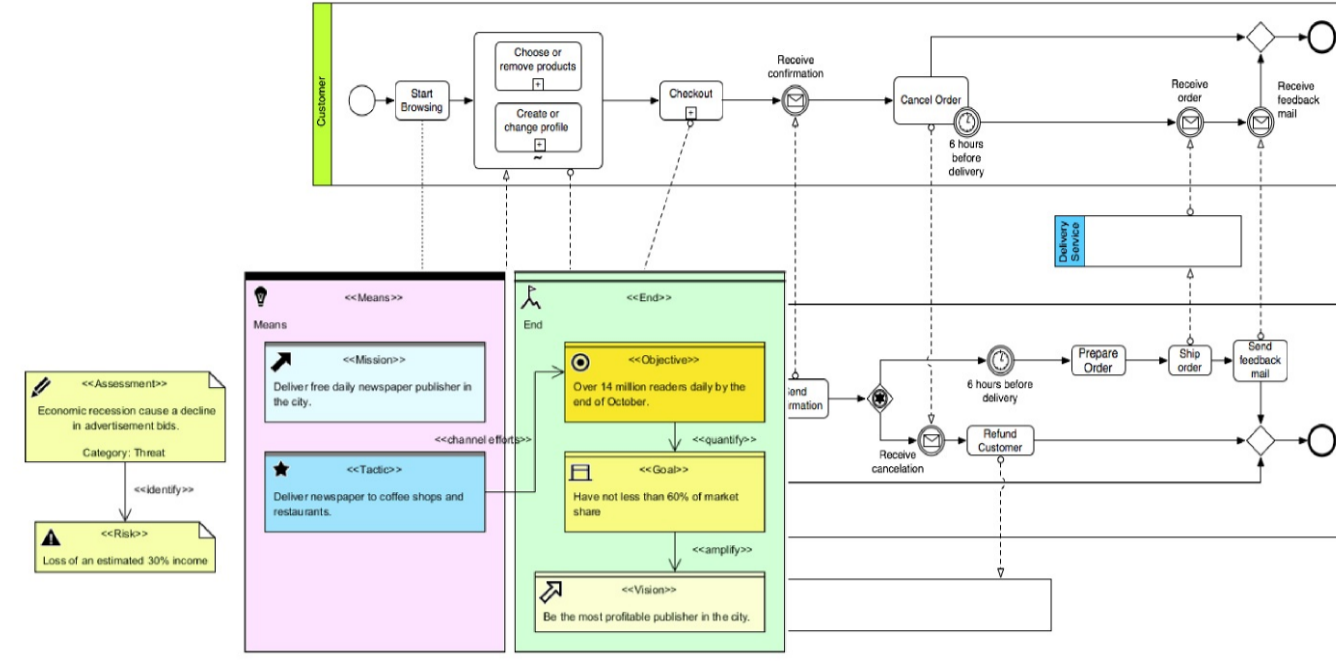 Customer
Start
Browsing
Choose or
remove products
Create or
change profile
Checkout
Receive
confirmation
Cancel Order
6 hours
before
delivery
Receive
order
Receive
feedback
mail
Delivery
Service
<<Means>>
Means
<<Mission>>
Deliver free daily newspaper publisher in
the city.
<<Tactic>>
Deliver newspaper to coffee shops and
restaurants.
<<channel efforts>>
<<End>>
End
<<Objective>>
Over 14 million readers daily by the
end of October.
<<quantify>>
<<Goal>>
Have not less than 60% of market
share
<<amplify>>
<<Vision>>
Be the most profitable publisher in the city.
<<Assessment>>
Economic recession cause a decline
in advertisement bids.
Category: Threat
<<identify>>
<<Risk>>
Loss of an estimated 30% income
6 hours before
delivery
Prepare
Order
Ship
order
Send
feedback
mail
Receive
cancelation
Refund
Customer